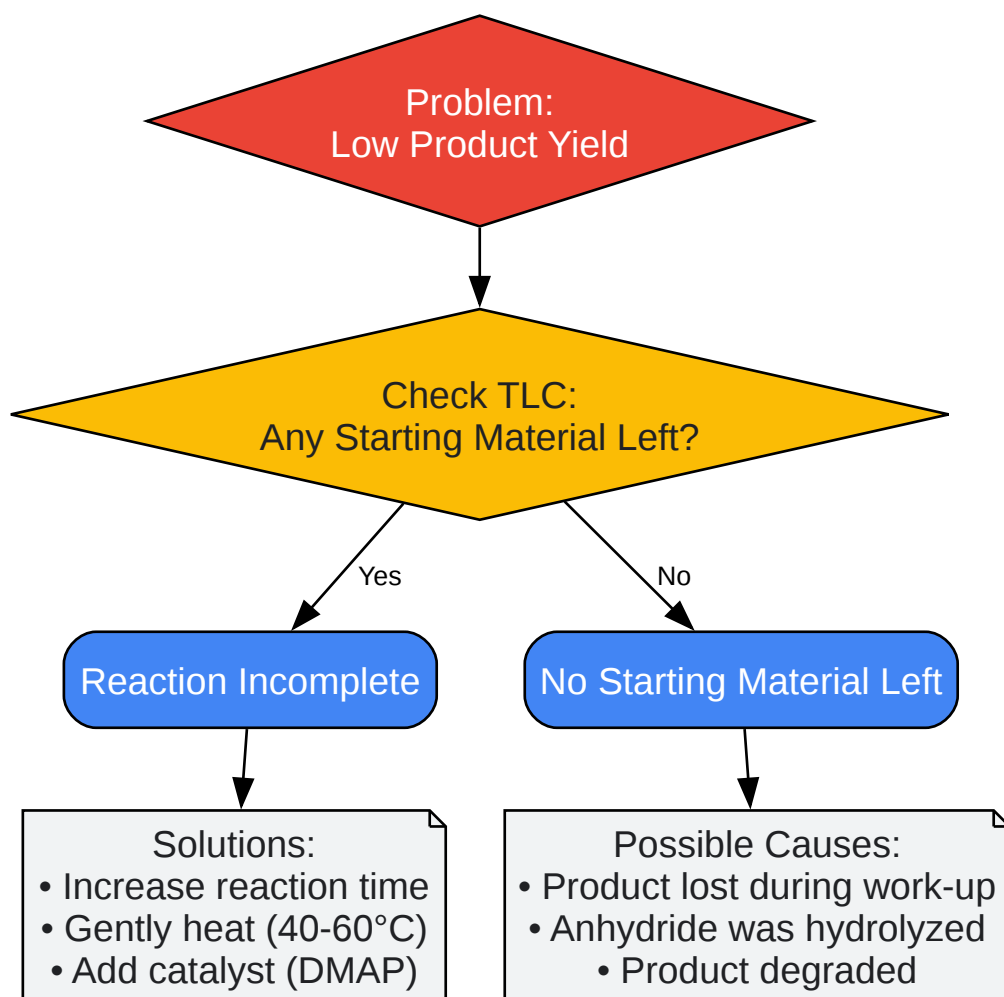 Problem:
Low Product Yield
Check TLC:
Any Starting Material Left?
Yes
No
Reaction Incomplete
No Starting Material Left
Solutions:
• Increase reaction time
• Gently heat (40-60°C)
• Add catalyst (DMAP)
Possible Causes:
• Product lost during work-up
• Anhydride was hydrolyzed
• Product degraded